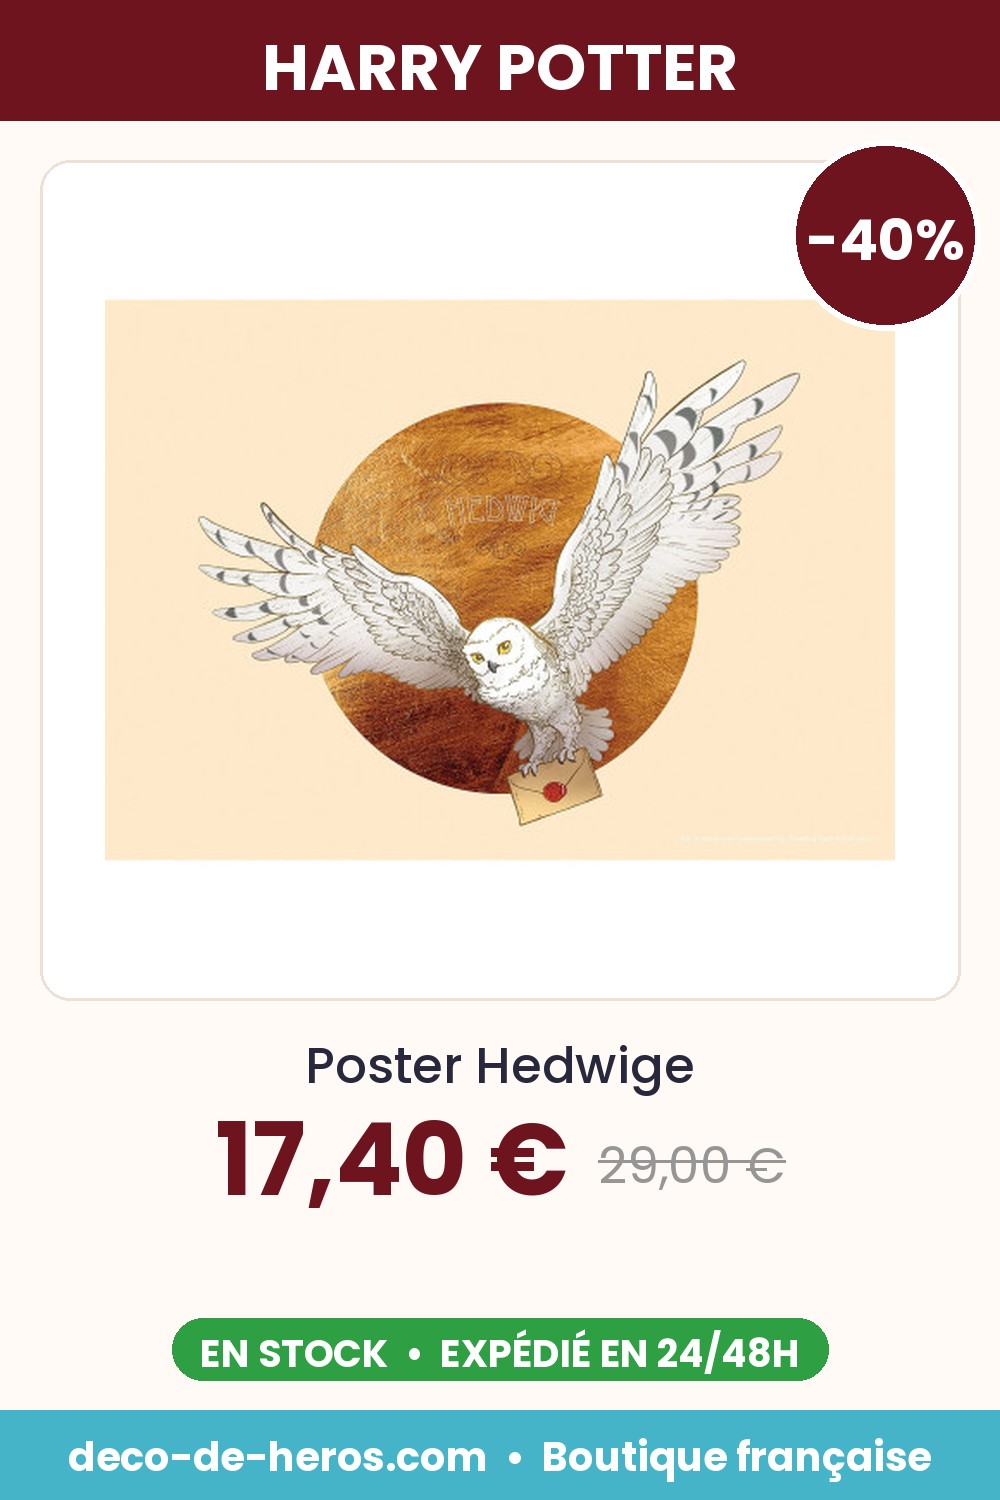 HARRY POTTER
-40%
HEDWIG
Poster Hedwige
17,40 € 29,00 €
EN STOCK • EXPÉDIÉ EN 24/48H
deco-de-heros.com • Boutique française